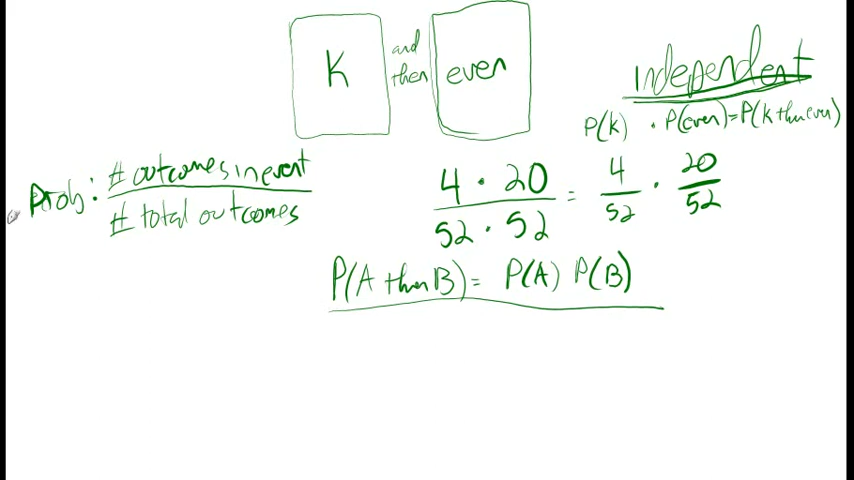 K
and
then
even
independent
P(K) · P(even) = P(K then even)
Prob: # outcomes in event / # total outcomes
4 · 20 / 52 · 52 = 4/52 · 20/52
P(A then B) = P(A) P(B)